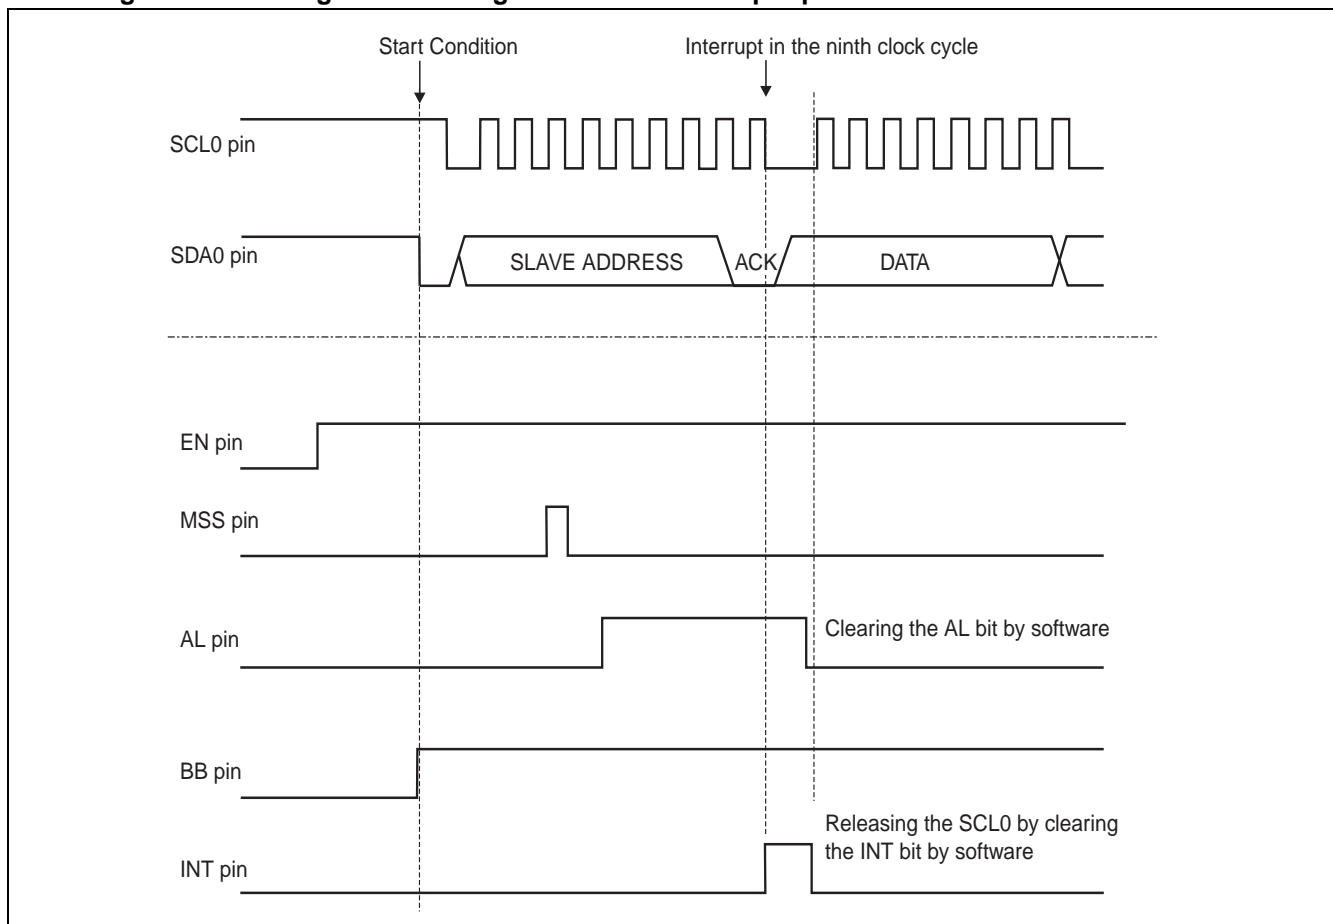 Start Condition
Interrupt in the ninth clock cycle
SCL0 pin
SDA0 pin
SLAVE ADDRESS
ACK
DATA
EN pin
MSS pin
AL pin
Clearing the AL bit by software
BB pin
Releasing the SCL0 by clearing
the INT bit by software
INT pin